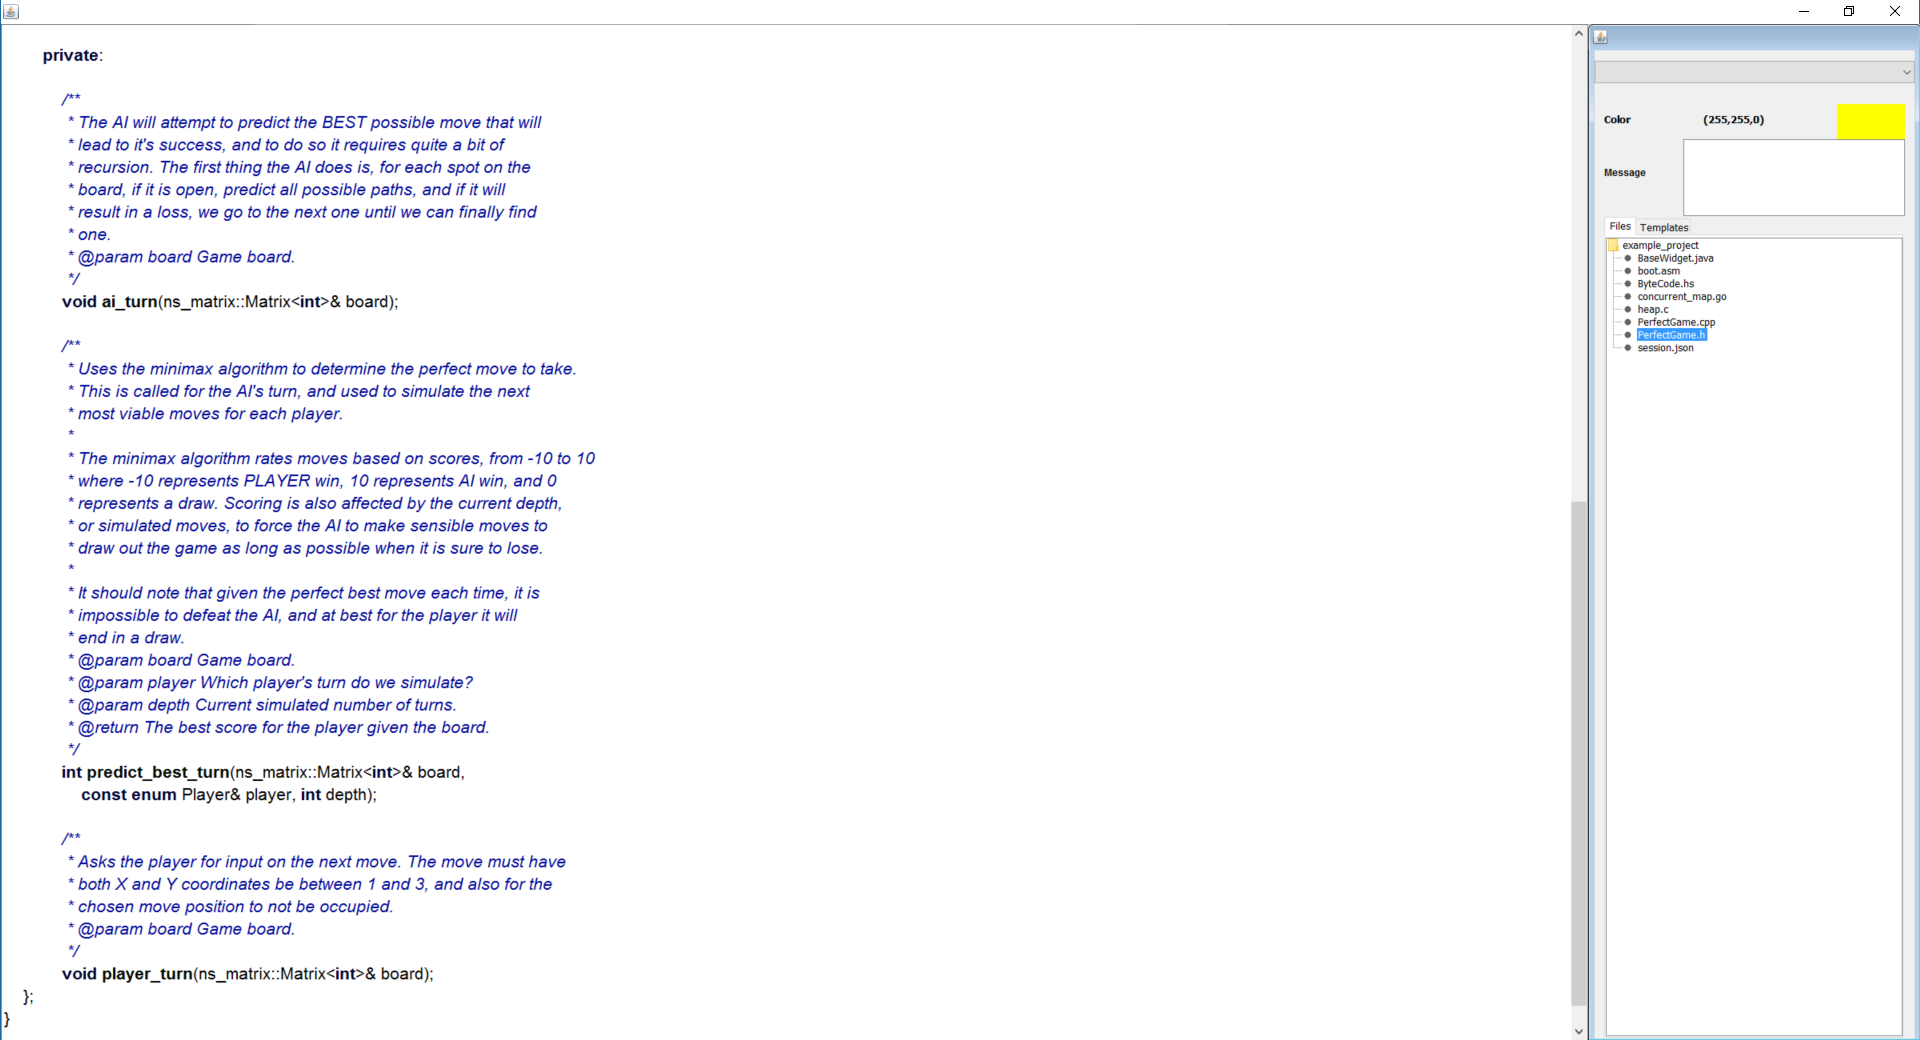 private:
/**
* The AI will attempt to predict the BEST possible move that will
* lead to it's success, and to do so it requires quite a bit of
* recursion. The first thing the AI does is, for each spot on the
* board, if it is open, predict all possible paths, and if it will
* result in a loss, we go to the next one until we can finally find
* one.
* @param board Game board.
*/
void ai_turn(ns_matrix::Matrix<int>& board);
/**
* Uses the minimax algorithm to determine the perfect move to take.
* This is called for the AI's turn, and used to simulate the next
* most viable moves for each player.
*
* The minimax algorithm rates moves based on scores, from -10 to 10
* where -10 represents PLAYER win, 10 represents AI win, and 0
* represents a draw. Scoring is also affected by the current depth,
* or simulated moves, to force the AI to make sensible moves to
* draw out the game as long as possible when it is sure to lose.
*
* It should note that given the perfect best move each time, it is
* impossible to defeat the AI, and at best for the player it will
* end in a draw.
* @param board Game board.
* @param player Which player's turn do we simulate?
* @param depth Current simulated number of turns.
* @return The best score for the player given the board.
*/
int predict_best_turn(ns_matrix::Matrix<int>& board,
const enum Player& player, int depth);
/**
* Asks the player for input on the next move. The move must have
* both X and Y coordinates be between 1 and 3, and also for the
* chosen move position to not be occupied.
* @param board Game board.
*/
void player_turn(ns_matrix::Matrix<int>& board);
};
}
Color (255,255,0)
Message
Files Templates
example_project
BaseWidget.java
boot.asm
ByteCode.hs
concurrent_map.go
heap.c
PerfectGame.cpp
PerfectGame.h
session.json